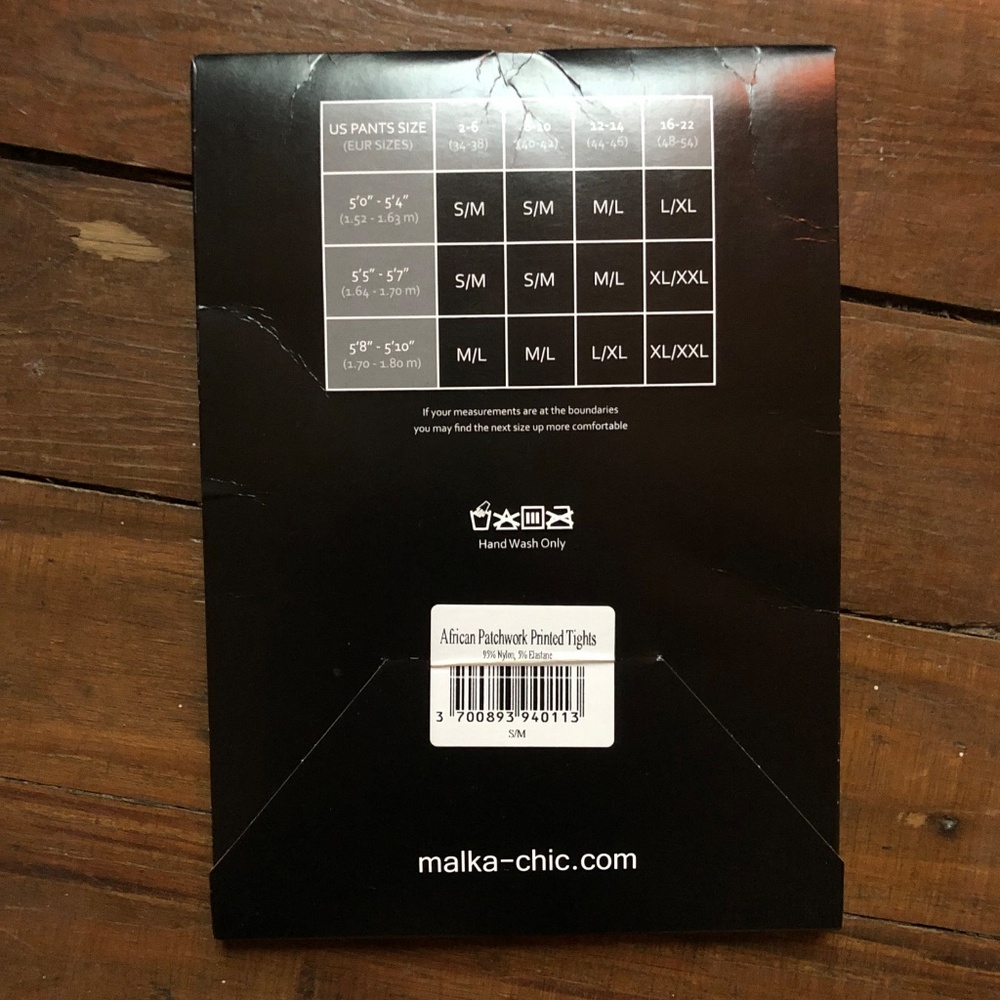 US PANTS SIZE 2-6 8-10 12-14 16-22
(EUR SIZES) (34-38) (40-42) (44-46) (48-54)
5'0" - 5'4" S/M S/M M/L L/XL
(1.52 - 1.63 m)
5'5" - 5'7" S/M S/M M/L XL/XXL
(1.64 - 1.70 m)
5'8" - 5'10" M/L M/L L/XL XL/XXL
(1.70 - 1.80 m)
If your measurements are at the boundaries
you may find the next size up more comfortable
Hand Wash Only
African Patchwork Printed Tights
95% Nylon, 5% Elastane
3 700893 940113
S/M
malka-chic.com